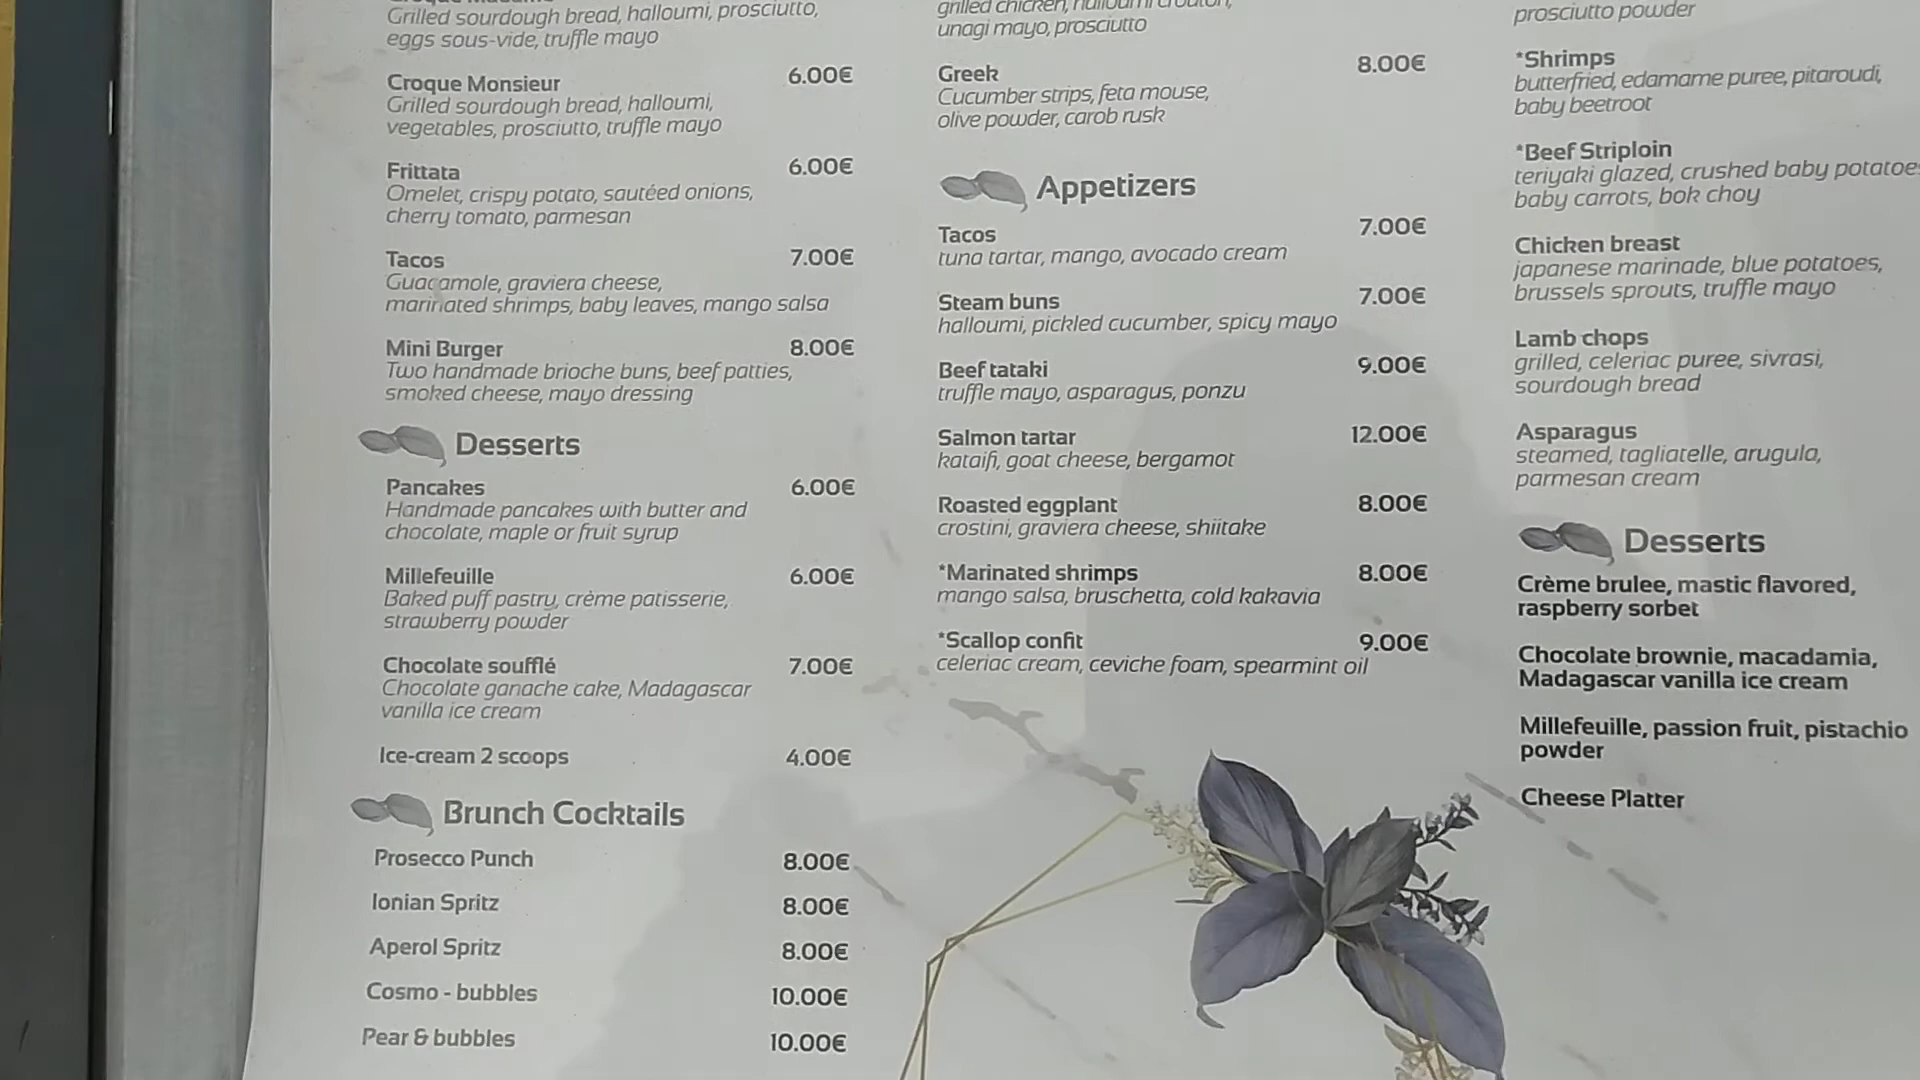 Grilled sourdough bread, halloumi, prosciutto,
eggs sous-vide, truffle mayo
Croque Monsieur 6.00€
Grilled sourdough bread, halloumi,
vegetables, prosciutto, truffle mayo
Frittata 6.00€
Omelet, crispy potato, sautéed onions,
cherry tomato, parmesan
Tacos 7.00€
Guacamole, graviera cheese,
marinated shrimps, baby leaves, mango salsa
Mini Burger 8.00€
Two handmade brioche buns, beef patties,
smoked cheese, mayo dressing
Desserts
Pancakes 6.00€
Handmade pancakes with butter and
chocolate, maple or fruit syrup
Millefeuille 6.00€
Baked puff pastry, crème patisserie,
strawberry powder
Chocolate soufflé 7.00€
Chocolate ganache cake, Madagascar
vanilla ice cream
Ice-cream 2 scoops 4.00€
Brunch Cocktails
Prosecco Punch 8.00€
Ionian Spritz 8.00€
Aperol Spritz 8.00€
Cosmo - bubbles 10.00€
Pear & bubbles 10.00€
grilled chicken, halloumi crouton,
unagi mayo, prosciutto
Greek 8.00€
Cucumber strips, feta mouse,
olive powder, carob rusk
Appetizers
Tacos 7.00€
tuna tartar, mango, avocado cream
Steam buns 7.00€
halloumi, pickled cucumber, spicy mayo
Beef tataki 9.00€
truffle mayo, asparagus, ponzu
Salmon tartar 12.00€
kataifi, goat cheese, bergamot
Roasted eggplant 8.00€
crostini, graviera cheese, shiitake
*Marinated shrimps 8.00€
mango salsa, bruschetta, cold kakavia
*Scallop confit 9.00€
celeriac cream, ceviche foam, spearmint oil
prosciutto powder
*Shrimps
butterfried, edamame puree, pitaroudi,
baby beetroot
*Beef Striploin
teriyaki glazed, crushed baby potatoes
baby carrots, bok choy
Chicken breast
japanese marinade, blue potatoes,
brussels sprouts, truffle mayo
Lamb chops
grilled, celeriac puree, sivrasi,
sourdough bread
Asparagus
steamed, tagliatelle, arugula,
parmesan cream
Desserts
Crème brulee, mastic flavored,
raspberry sorbet
Chocolate brownie, macadamia,
Madagascar vanilla ice cream
Millefeuille, passion fruit, pistachio
powder
Cheese Platter